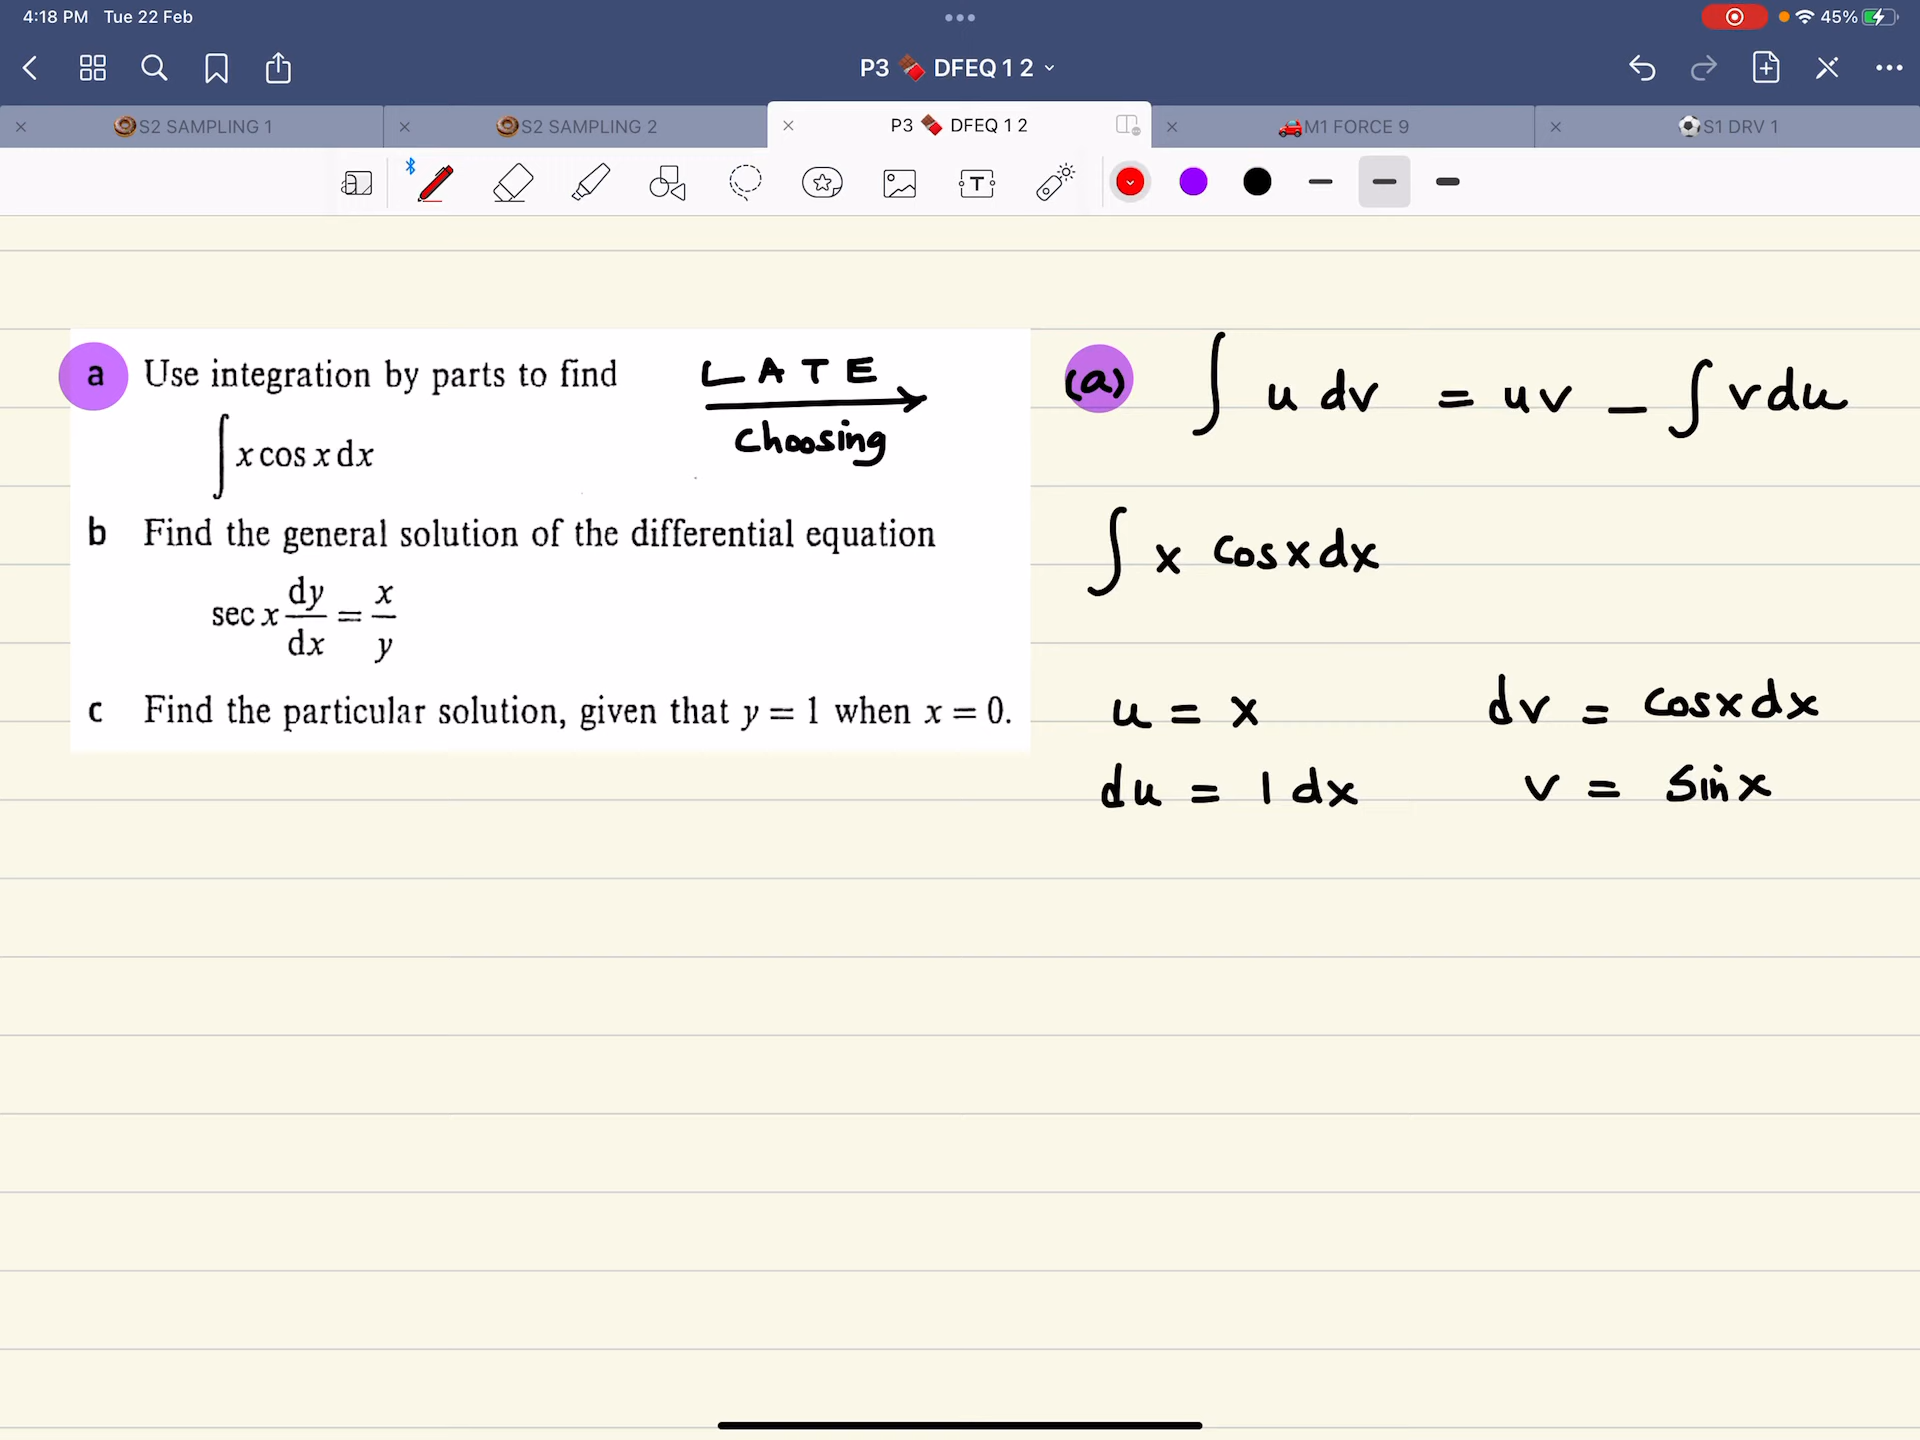 4:18 PM Tue 22 Feb
45%
P3 🍫 DFEQ 1 2
S2 SAMPLING 1
S2 SAMPLING 2
P3 🍫 DFEQ 1 2
M1 FORCE 9
S1 DRV 1
a Use integration by parts to find
∫ x cos x dx
LATE
choosing
b Find the general solution of the differential equation
sec x dy/dx = x/y
c Find the particular solution, given that y = 1 when x = 0.
(a) ∫ u dv = uv − ∫ v du
∫ x cosx dx
u = x dv = cosx dx
du = 1 dx v = sin x